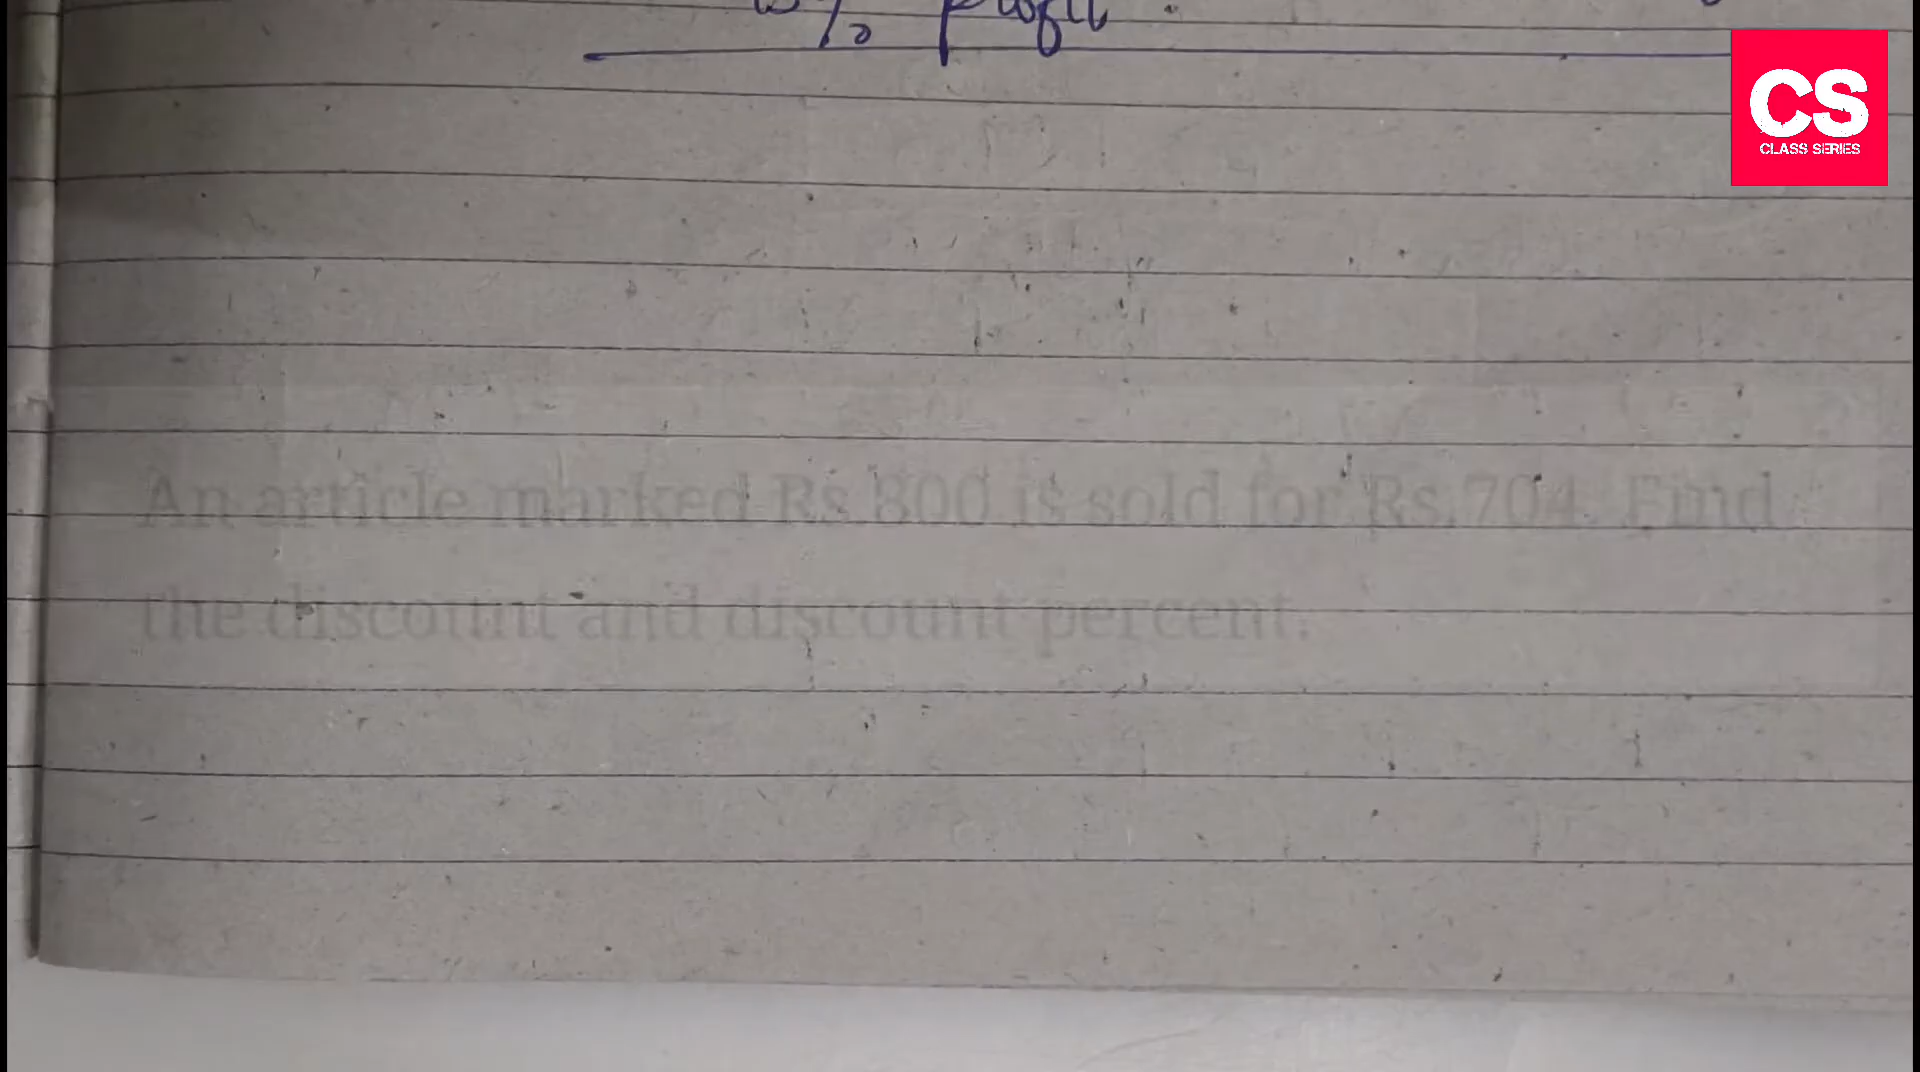 % profit
CS
CLASS SERIES
An article marked Rs.800 is sold for Rs.704. Find
the discount and discount percent.